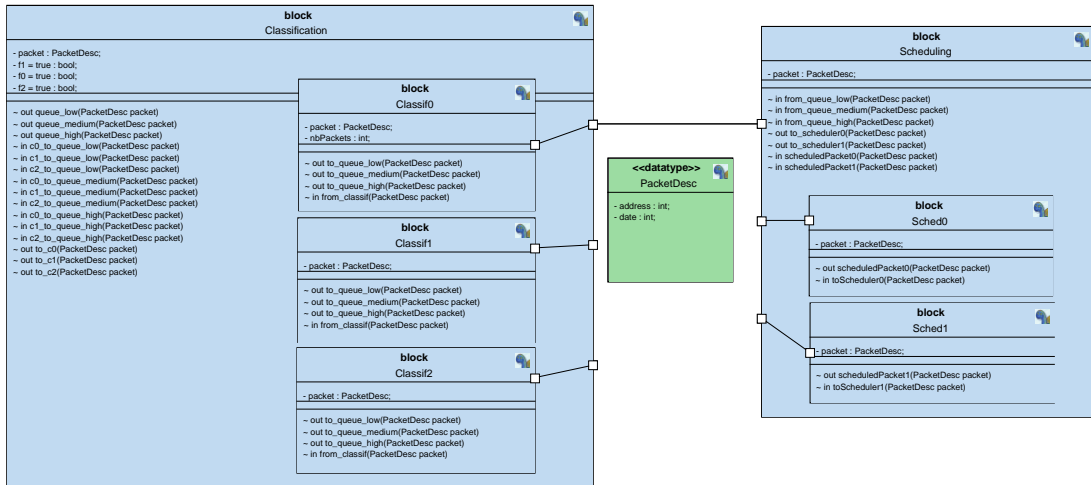 block
Classification
- packet : PacketDesc;
- f1 = true : bool;
- f0 = true : bool;
- f2 = true : bool;
~ out queue_low(PacketDesc packet)
~ out queue_medium(PacketDesc packet)
~ out queue_high(PacketDesc packet)
~ in c0_to_queue_low(PacketDesc packet)
~ in c1_to_queue_low(PacketDesc packet)
~ in c2_to_queue_low(PacketDesc packet)
~ in c0_to_queue_medium(PacketDesc packet)
~ in c1_to_queue_medium(PacketDesc packet)
~ in c2_to_queue_medium(PacketDesc packet)
~ in c0_to_queue_high(PacketDesc packet)
~ in c1_to_queue_high(PacketDesc packet)
~ in c2_to_queue_high(PacketDesc packet)
~ out to_c0(PacketDesc packet)
~ out to_c1(PacketDesc packet)
~ out to_c2(PacketDesc packet)
block
Classif0
- packet : PacketDesc;
- nbPackets : int;
~ out to_queue_low(PacketDesc packet)
~ out to_queue_medium(PacketDesc packet)
~ out to_queue_high(PacketDesc packet)
~ in from_classif(PacketDesc packet)
block
Classif1
- packet : PacketDesc;
~ out to_queue_low(PacketDesc packet)
~ out to_queue_medium(PacketDesc packet)
~ out to_queue_high(PacketDesc packet)
~ in from_classif(PacketDesc packet)
block
Classif2
- packet : PacketDesc;
~ out to_queue_low(PacketDesc packet)
~ out to_queue_medium(PacketDesc packet)
~ out to_queue_high(PacketDesc packet)
~ in from_classif(PacketDesc packet)
<<datatype>>
PacketDesc
- address : int;
- date : int;
block
Scheduling
- packet : PacketDesc;
~ in from_queue_low(PacketDesc packet)
~ in from_queue_medium(PacketDesc packet)
~ in from_queue_high(PacketDesc packet)
~ out to_scheduler0(PacketDesc packet)
~ out to_scheduler1(PacketDesc packet)
~ in scheduledPacket0(PacketDesc packet)
~ in scheduledPacket1(PacketDesc packet)
block
Sched0
- packet : PacketDesc;
~ out scheduledPacket0(PacketDesc packet)
~ in toScheduler0(PacketDesc packet)
block
Sched1
- packet : PacketDesc;
~ out scheduledPacket1(PacketDesc packet)
~ in toScheduler1(PacketDesc packet)